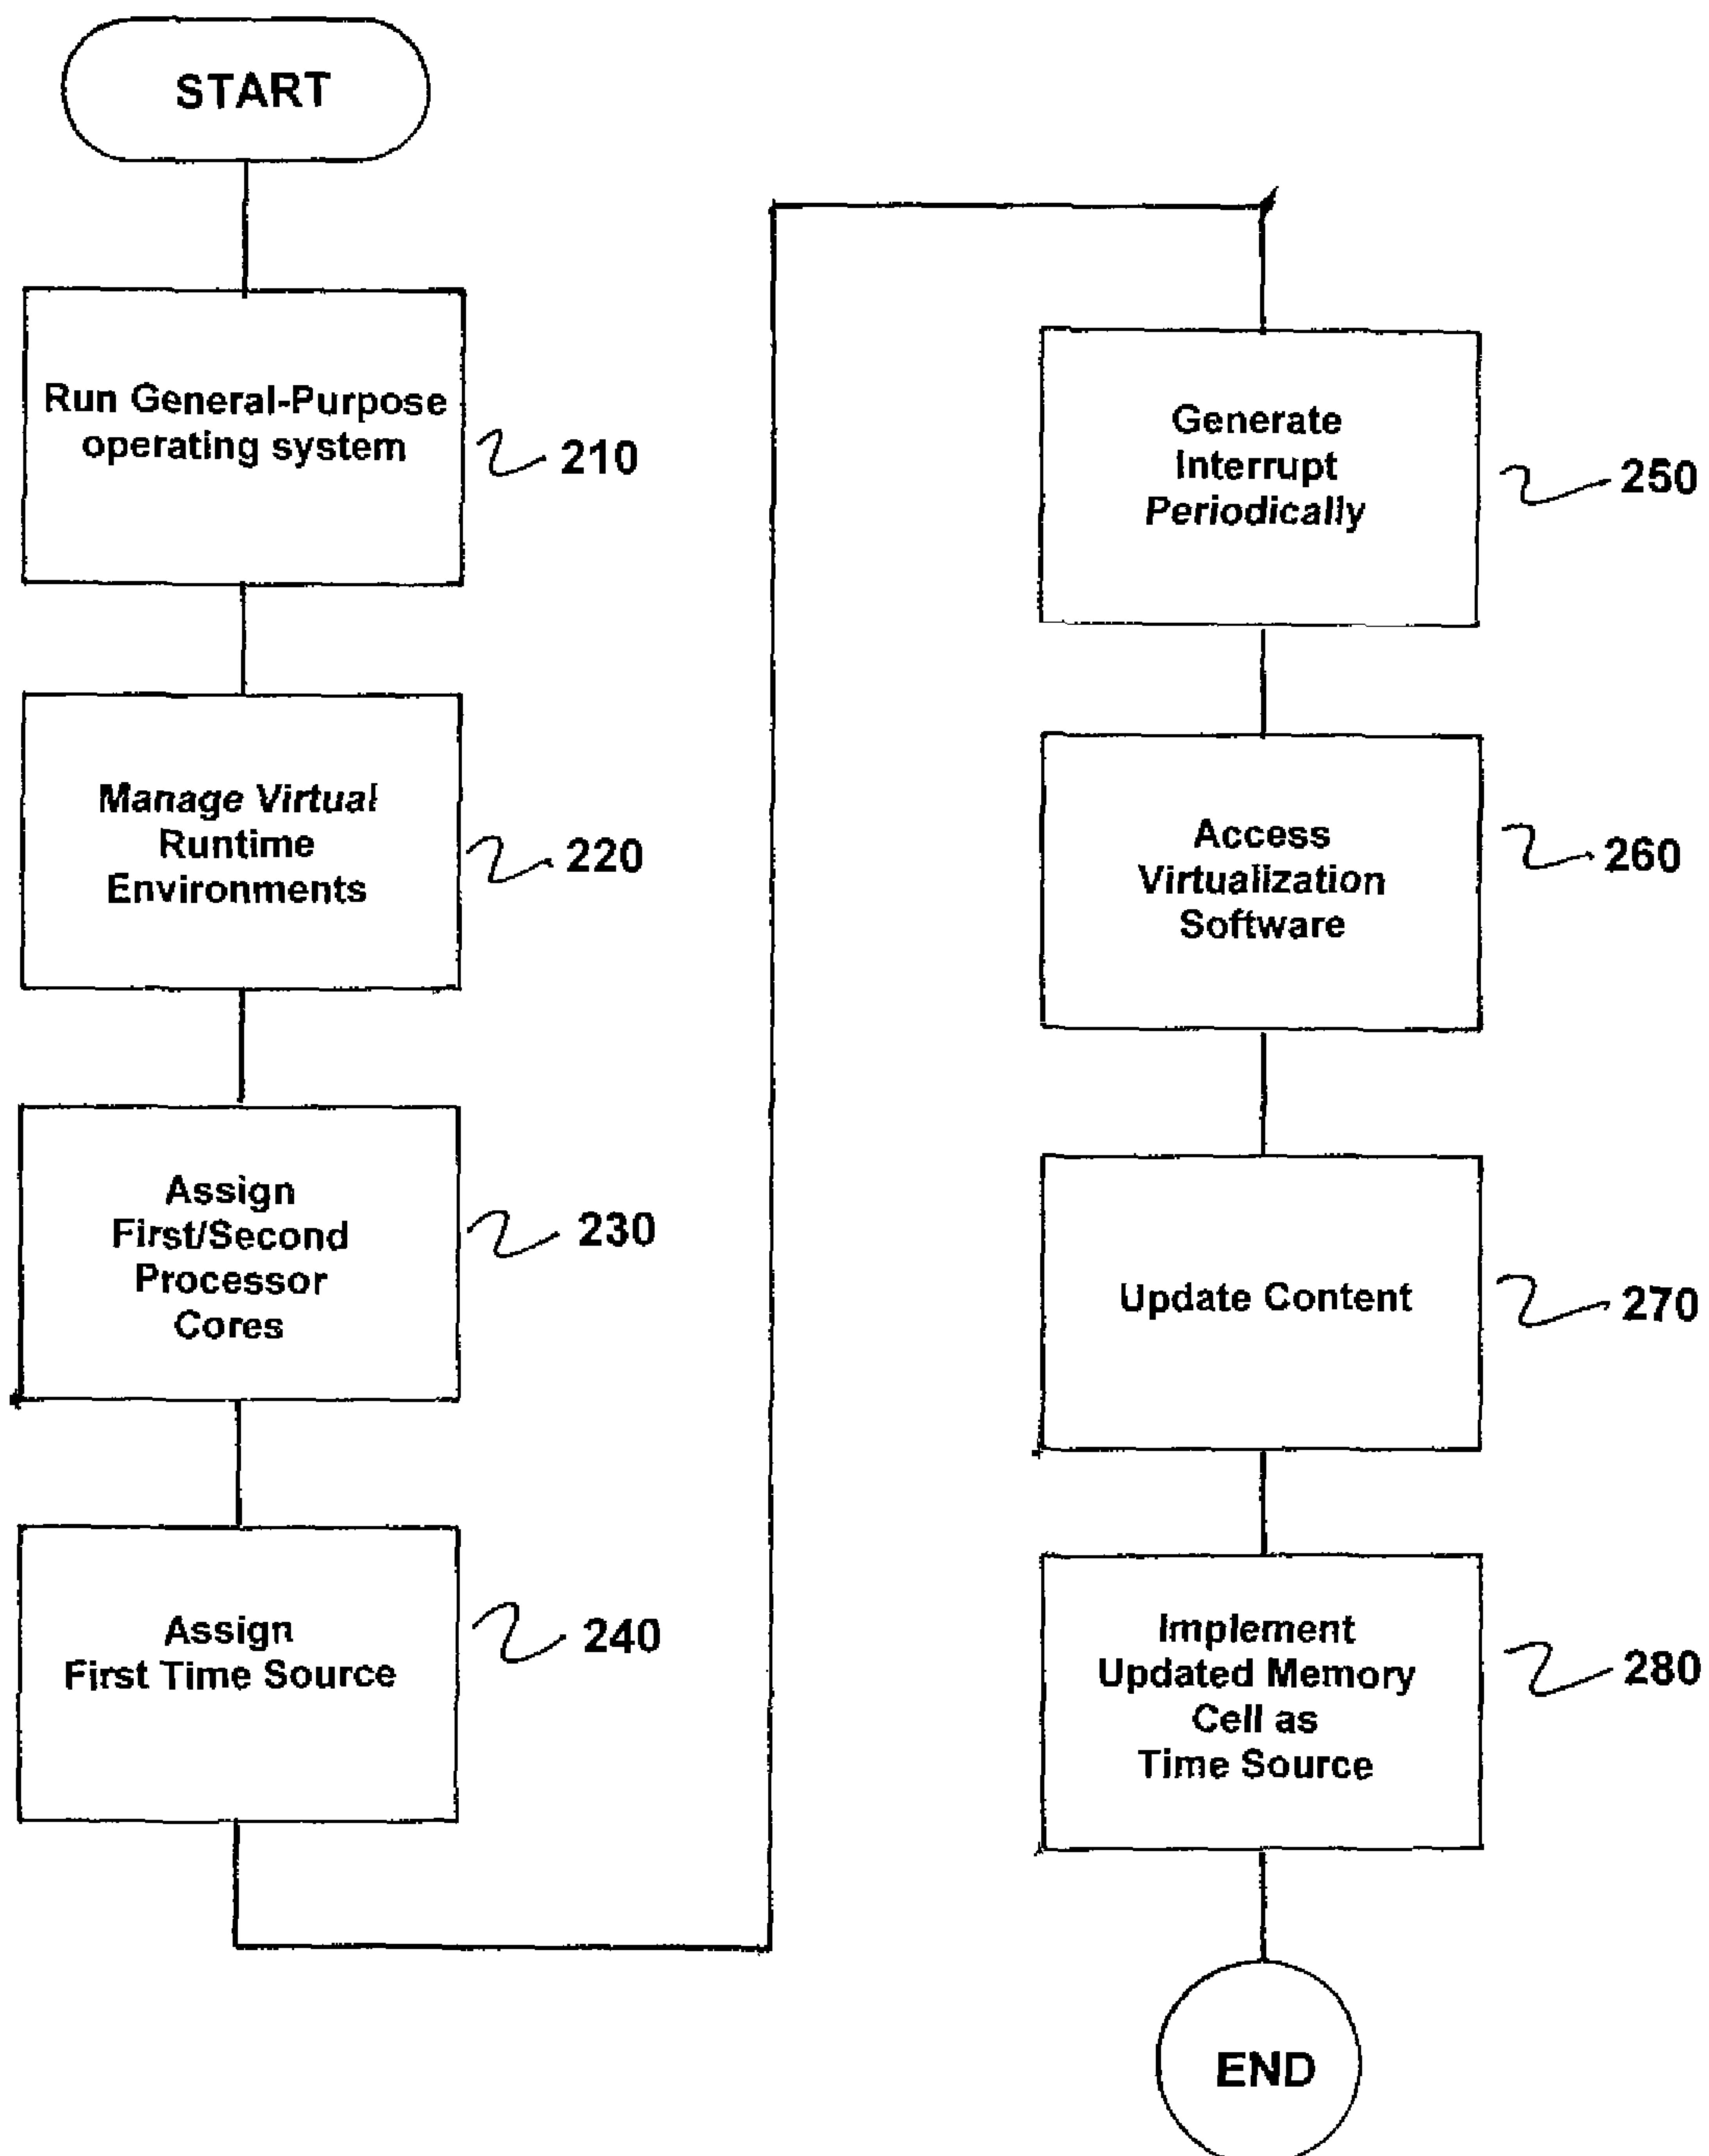 START
Run General-Purpose
operating system
210
Manage Virtual
Runtime
Environments
220
Assign
First/Second
Processor
Cores
230
Assign
First Time Source
240
Generate
Interrupt
Periodically
250
Access
Virtualization
Software
260
Update Content
270
Implement
Updated Memory
Cell as
Time Source
280
END